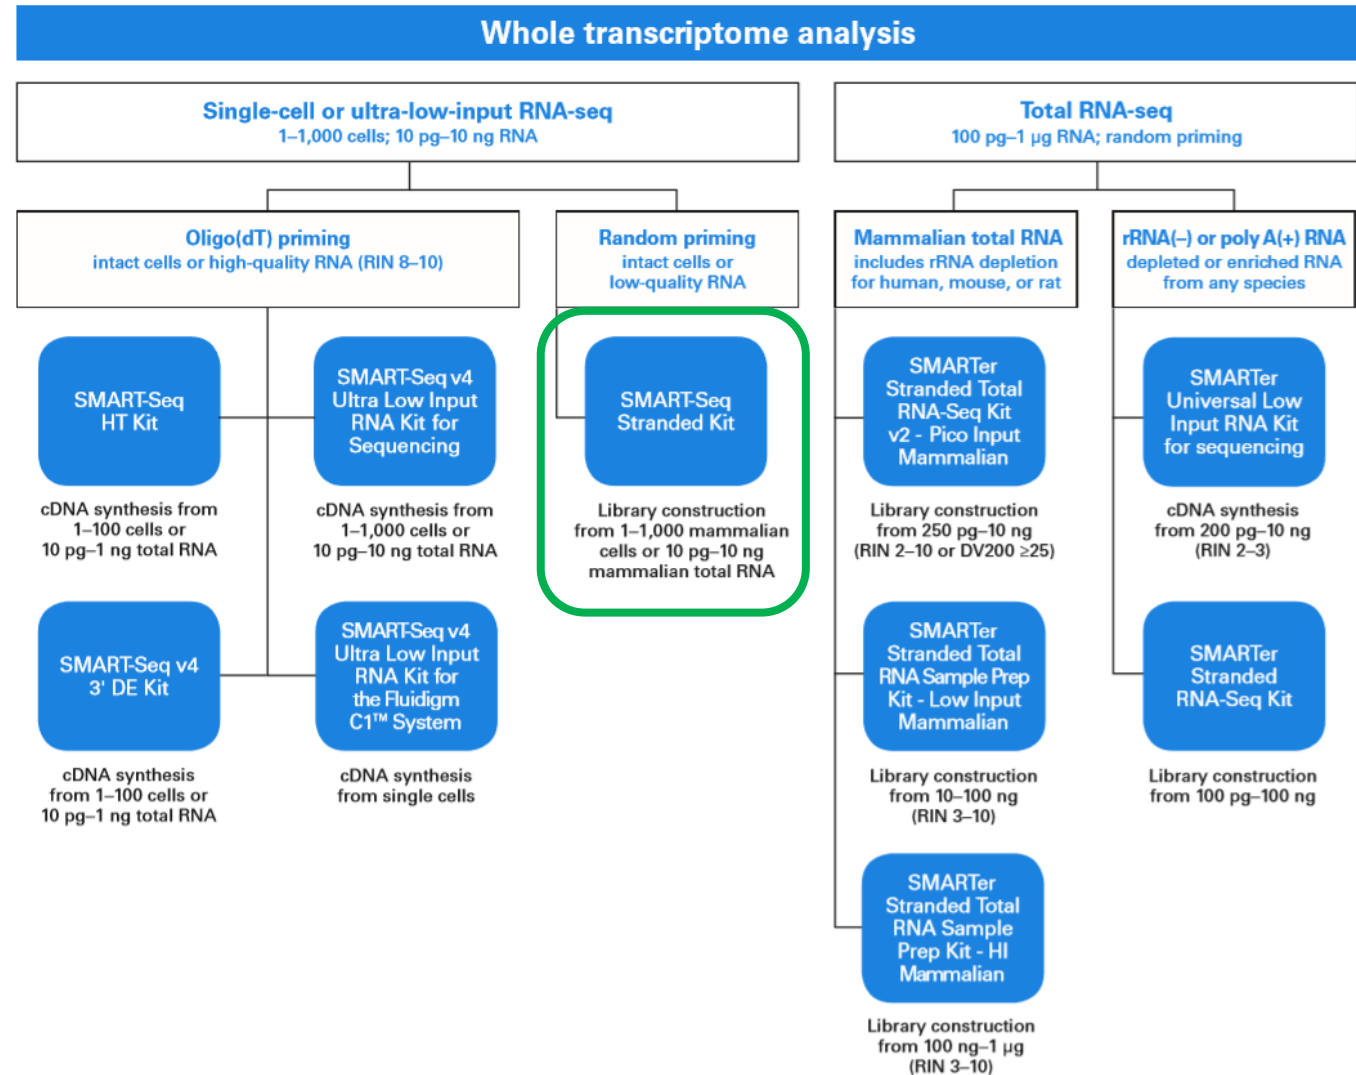 Whole transcriptome analysis
Single-cell or ultra-low-input RNA-seq
1–1,000 cells; 10 pg–10 ng RNA
Total RNA-seq
100 pg–1 µg RNA; random priming
Oligo(dT) priming
intact cells or high-quality RNA (RIN 8–10)
Random priming
intact cells or
low-quality RNA
Mammalian total RNA
includes rRNA depletion
for human, mouse, or rat
rRNA(–) or poly A(+) RNA
depleted or enriched RNA
from any species
SMART-Seq
HT Kit
cDNA synthesis from
1–100 cells or
10 pg–1 ng total RNA
SMART-Seq v4
Ultra Low Input
RNA Kit for
Sequencing
cDNA synthesis from
1–1,000 cells or
10 pg–10 ng total RNA
SMART-Seq
Stranded Kit
Library construction
from 1–1,000 mammalian
cells or 10 pg–10 ng
mammalian total RNA
SMARTer
Stranded Total
RNA-Seq Kit
v2 - Pico Input
Mammalian
Library construction
from 250 pg–10 ng
(RIN 2–10 or DV200 ≥25)
SMARTer
Universal Low
Input RNA Kit
for sequencing
cDNA synthesis
from 200 pg–10 ng
(RIN 2–3)
SMART-Seq v4
3' DE Kit
cDNA synthesis
from 1–100 cells or
10 pg–1 ng total RNA
SMART-Seq v4
Ultra Low Input
RNA Kit for
the Fluidigm
C1™ System
cDNA synthesis
from single cells
SMARTer
Stranded Total
RNA Sample Prep
Kit - Low Input
Mammalian
Library construction
from 10–100 ng
(RIN 3–10)
SMARTer
Stranded
RNA-Seq Kit
Library construction
from 100 pg–100 ng
SMARTer
Stranded Total
RNA Sample
Prep Kit - HI
Mammalian
Library construction
from 100 ng–1 µg
(RIN 3–10)